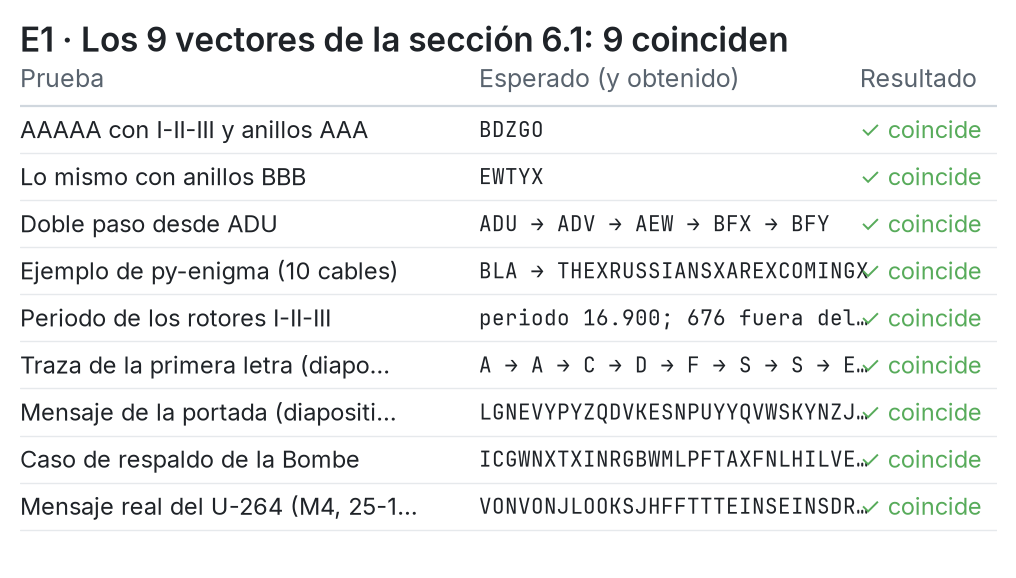 E1 · Los 9 vectores de la sección 6.1: 9 coinciden
Prueba Esperado (y obtenido) Resultado
AAAAA con I-II-III y anillos AAA BDZGO ✓ coincide
Lo mismo con anillos BBB EWTYX ✓ coincide
Doble paso desde ADU ADU → ADV → AEW → BFX → BFY ✓ coincide
Ejemplo de py-enigma (10 cables) BLA → THEXRUSSIANSXAREXCOMINGX ✓ coincide
Periodo de los rotores I-II-III periodo 16.900; 676 fuera del… ✓ coincide
Traza de la primera letra (diapo… A → A → C → D → F → S → S → E… ✓ coincide
Mensaje de la portada (diapositi… LGNEVYPYZQDVKESNPUYYQVWSKYNZJ… ✓ coincide
Caso de respaldo de la Bombe ICGWNXTXINRGBWMLPFTAXFNLHILVE… ✓ coincide
Mensaje real del U-264 (M4, 25-1… VONVONJLOOKSJHFFTTTEINSEINSDR… ✓ coincide